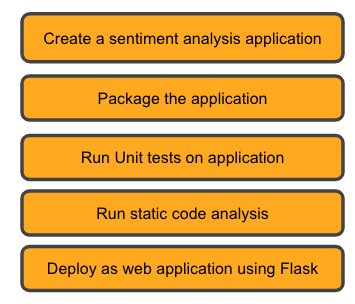 Create a sentiment analysis application
Package the application
Run Unit tests on application
Run static code analysis
Deploy as web application using Flask